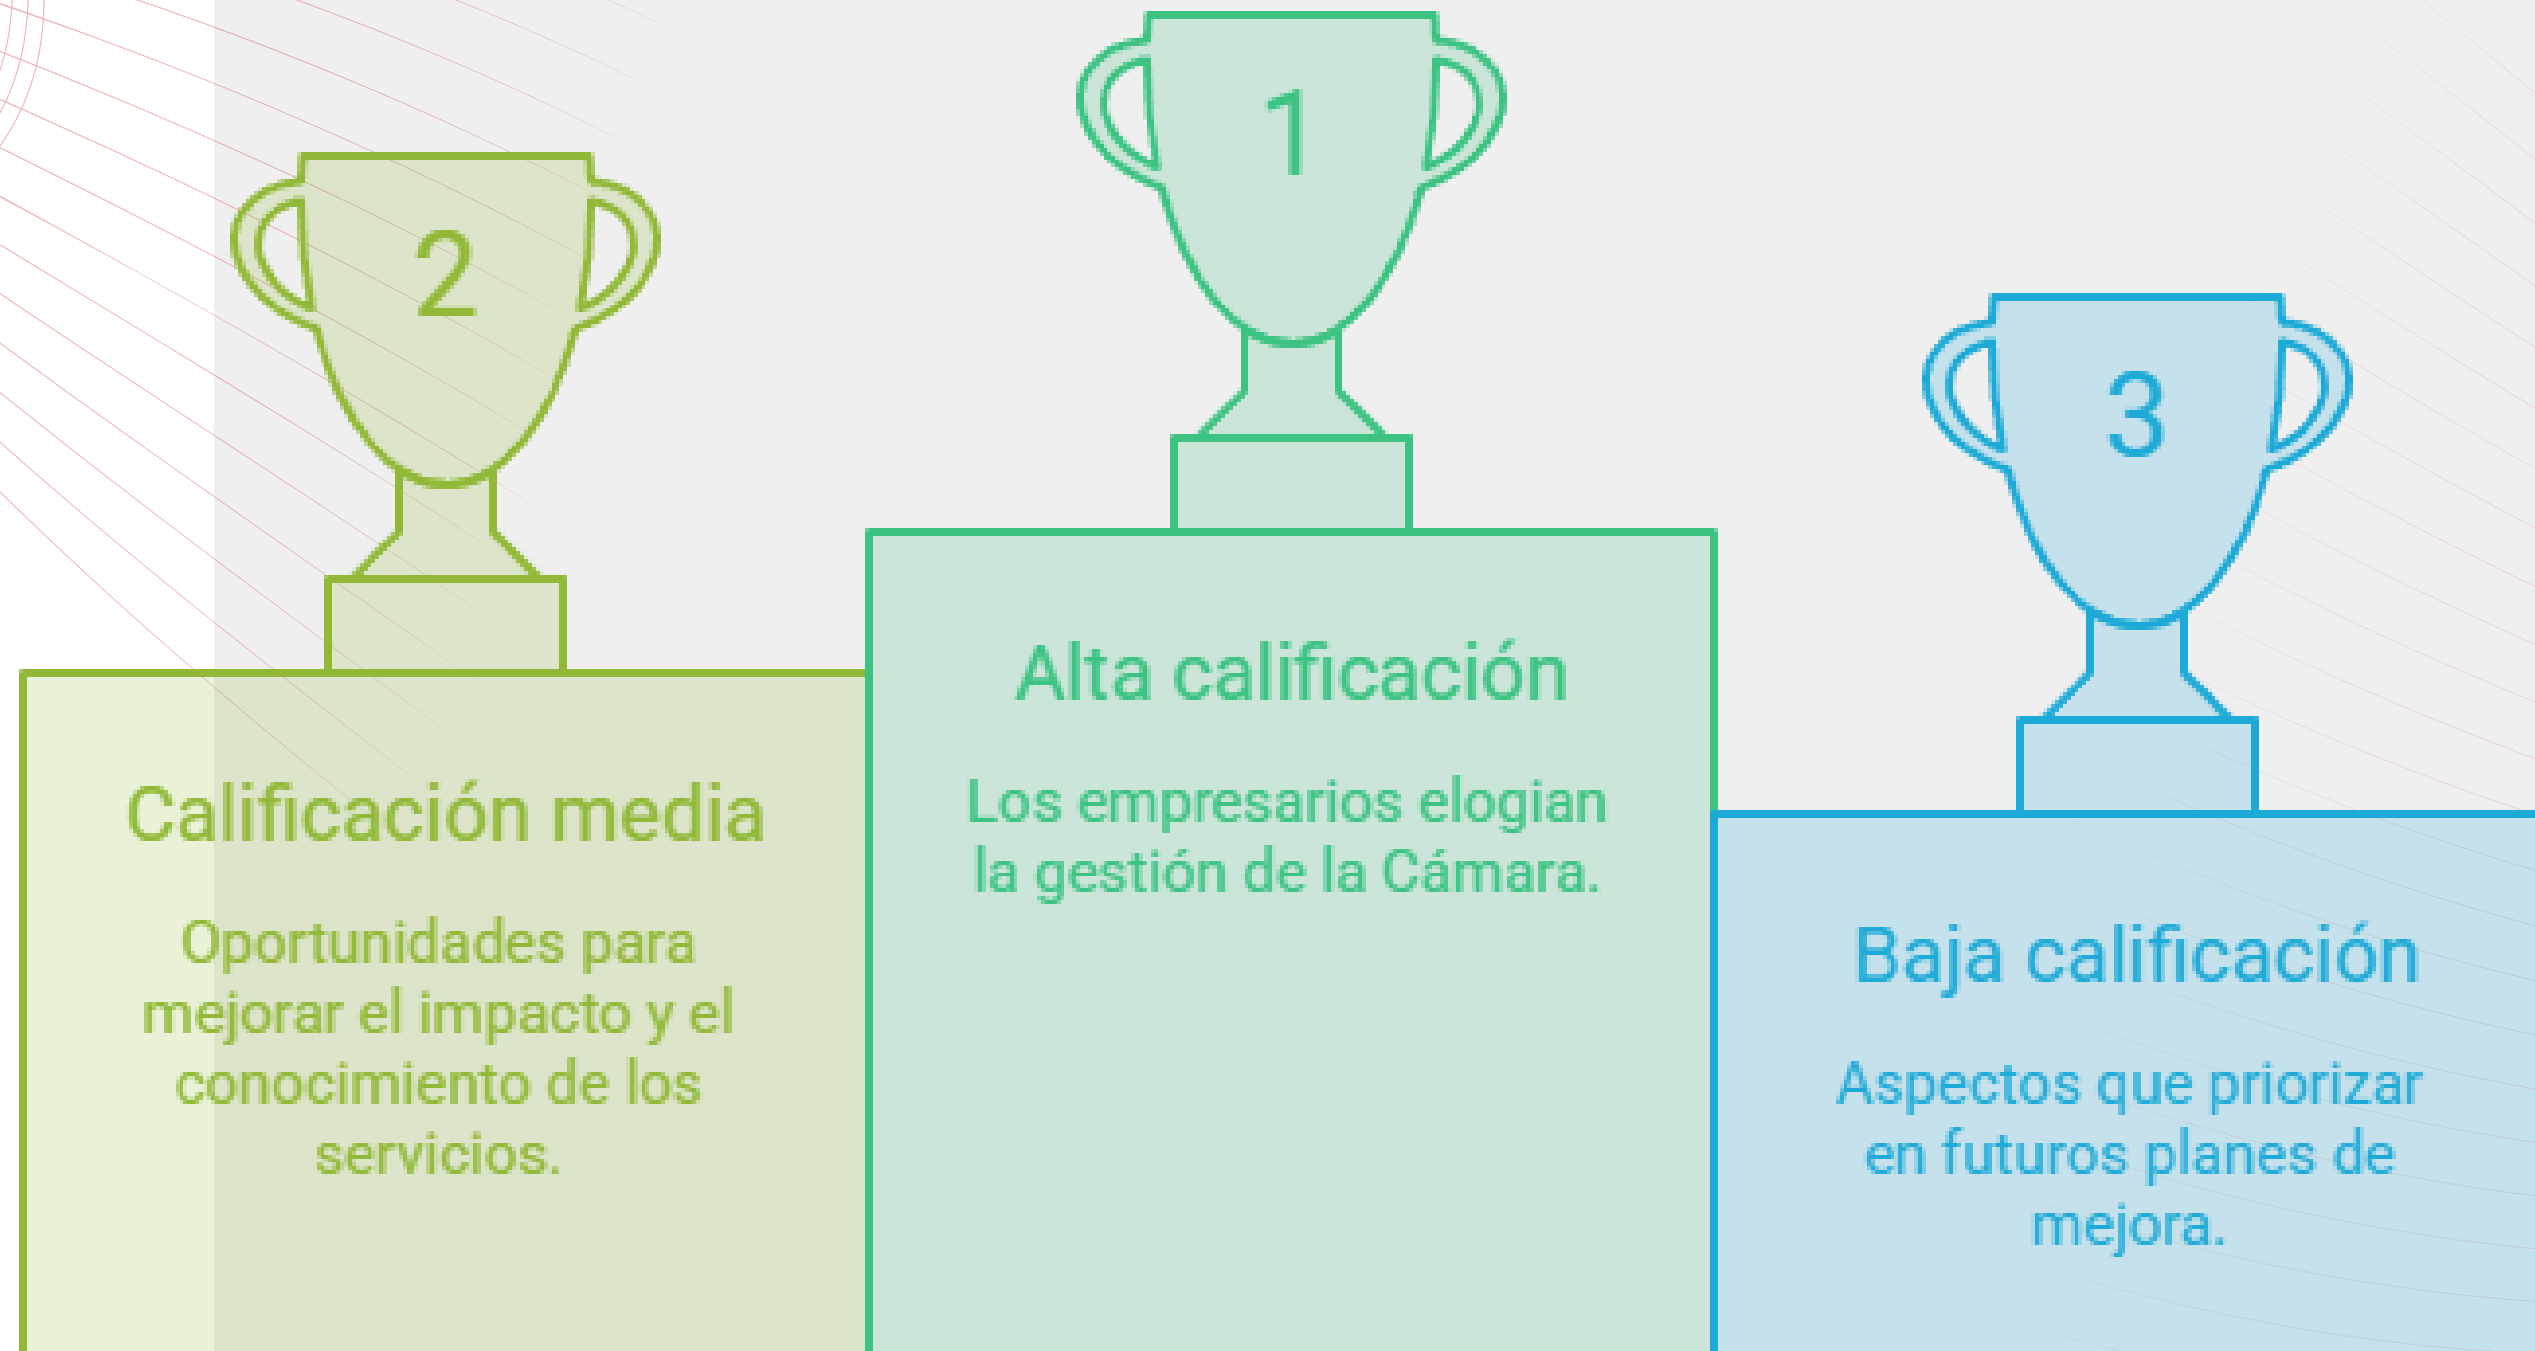 2
Calificación media
Oportunidades para
mejorar el impacto y el
conocimiento de los
servicios.
1
Alta calificación
Los empresarios elogian
la gestión de la Cámara.
3
Baja calificación
Aspectos que priorizar
en futuros planes de
mejora.